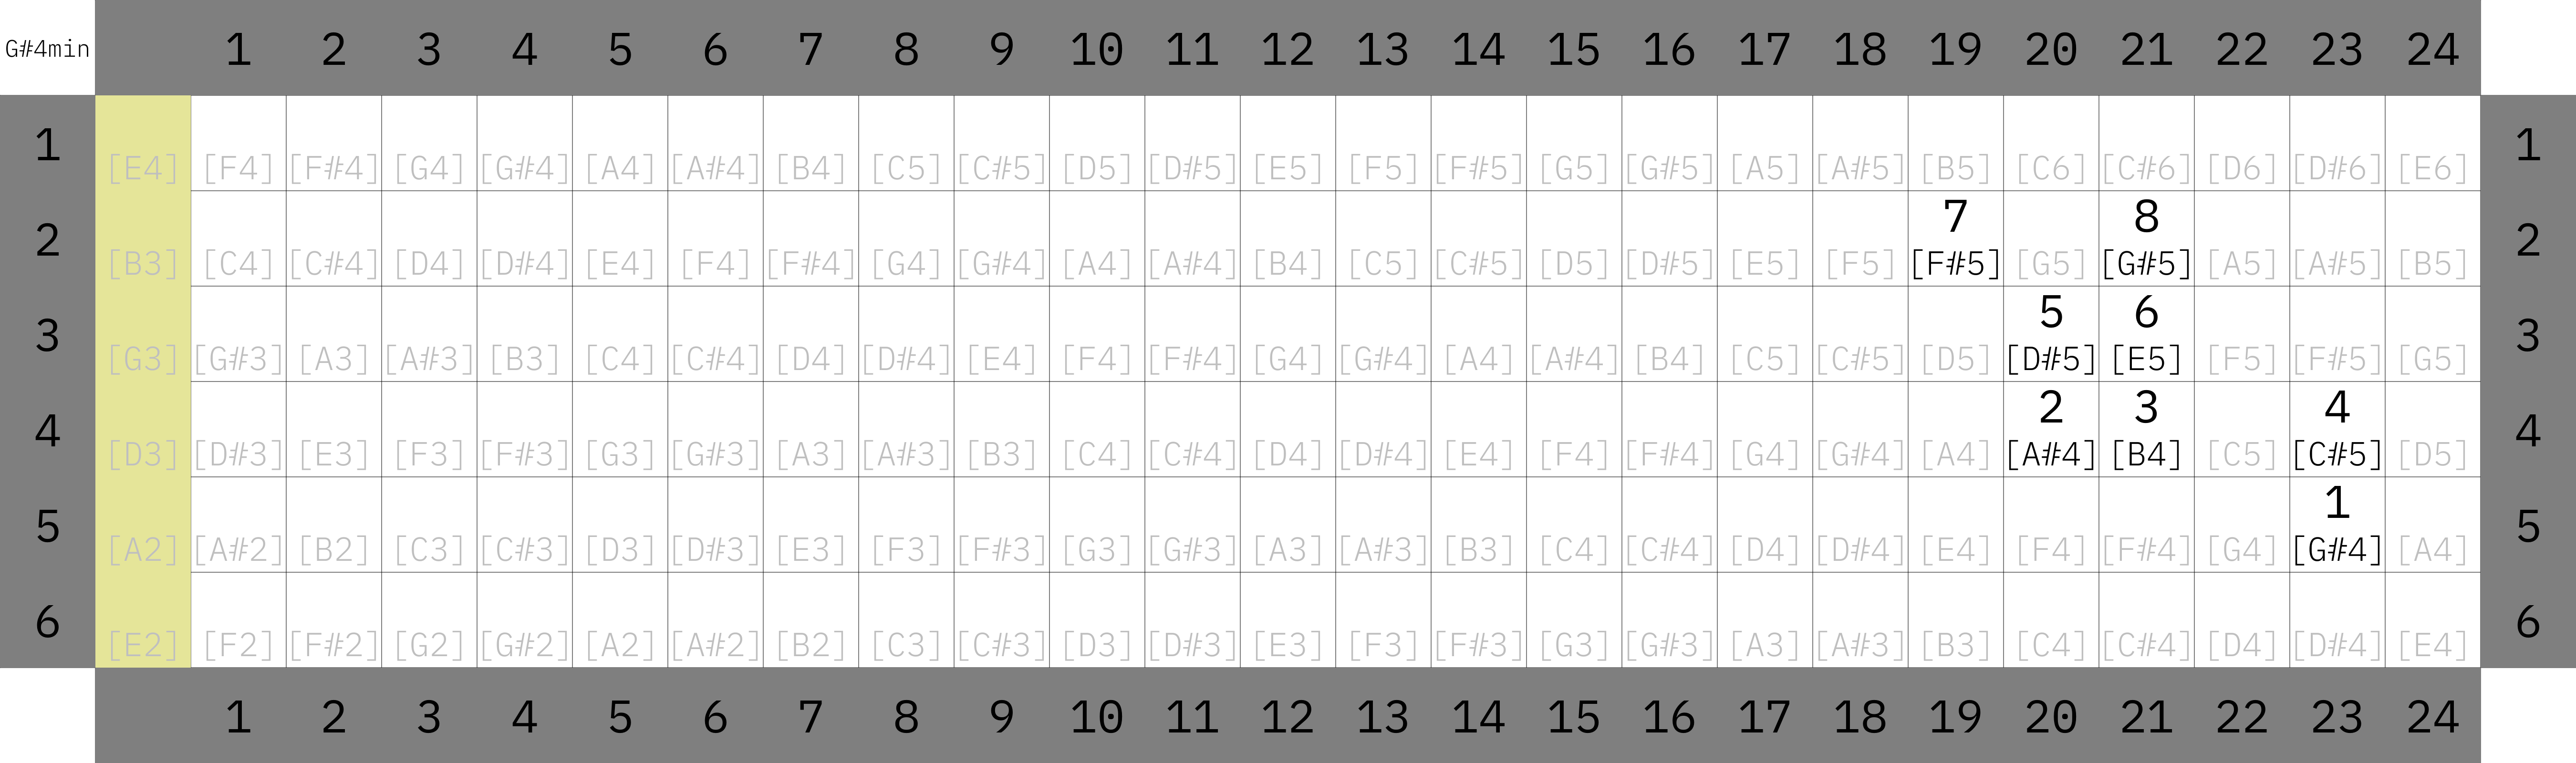 G#4min 1 2 3 4 5 6 7 8 9 10 11 12 13 14 15 16 17 18 19 20 21 22 23 24
1 [E4] [F4] [F#4] [G4] [G#4] [A4] [A#4] [B4] [C5] [C#5] [D5] [D#5] [E5] [F5] [F#5] [G5] [G#5] [A5] [A#5] [B5] [C6] [C#6] [D6] [D#6] [E6] 1
7 8
2 [B3] [C4] [C#4] [D4] [D#4] [E4] [F4] [F#4] [G4] [G#4] [A4] [A#4] [B4] [C5] [C#5] [D5] [D#5] [E5] [F5] [F#5] [G5] [G#5] [A5] [A#5] [B5] 2
5 6
3 [G3] [G#3] [A3] [A#3] [B3] [C4] [C#4] [D4] [D#4] [E4] [F4] [F#4] [G4] [G#4] [A4] [A#4] [B4] [C5] [C#5] [D5] [D#5] [E5] [F5] [F#5] [G5] 3
2 3 4
4 [D3] [D#3] [E3] [F3] [F#3] [G3] [G#3] [A3] [A#3] [B3] [C4] [C#4] [D4] [D#4] [E4] [F4] [F#4] [G4] [G#4] [A4] [A#4] [B4] [C5] [C#5] [D5] 4
1
5 [A2] [A#2] [B2] [C3] [C#3] [D3] [D#3] [E3] [F3] [F#3] [G3] [G#3] [A3] [A#3] [B3] [C4] [C#4] [D4] [D#4] [E4] [F4] [F#4] [G4] [G#4] [A4] 5
6 [E2] [F2] [F#2] [G2] [G#2] [A2] [A#2] [B2] [C3] [C#3] [D3] [D#3] [E3] [F3] [F#3] [G3] [G#3] [A3] [A#3] [B3] [C4] [C#4] [D4] [D#4] [E4] 6
1 2 3 4 5 6 7 8 9 10 11 12 13 14 15 16 17 18 19 20 21 22 23 24